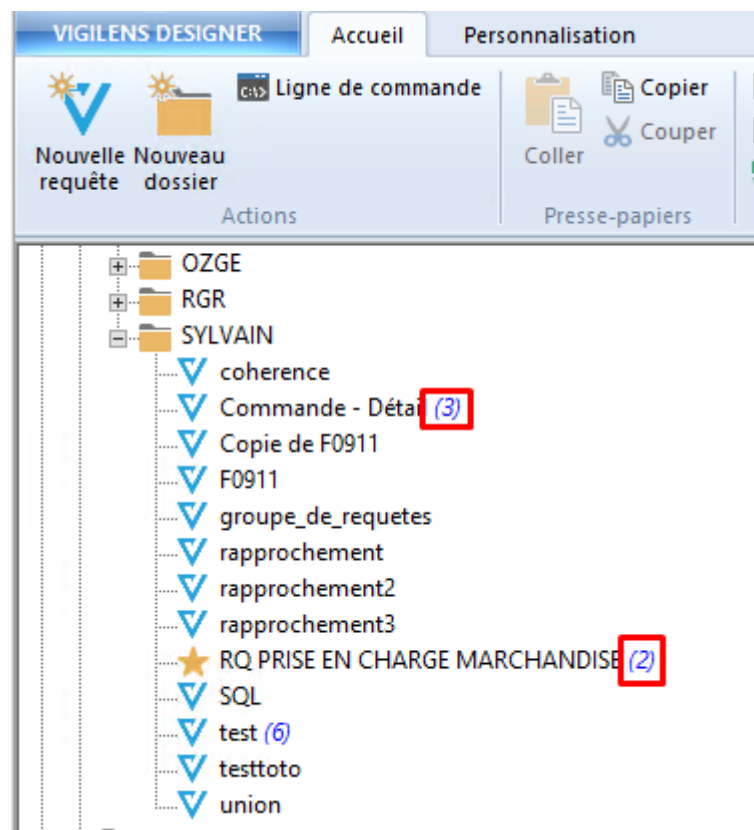 VIGILENS DESIGNER Accueil Personnalisation
Ligne de commande
Copier
Couper
Nouvelle requête
Nouveau dossier
Coller
Actions
Presse-papiers
OZGE
RGR
SYLVAIN
coherence
Commande - Détail (3)
Copie de F0911
F0911
groupe_de_requetes
rapprochement
rapprochement2
rapprochement3
RQ PRISE EN CHARGE MARCHANDISE (2)
SQL
test (6)
testtoto
union